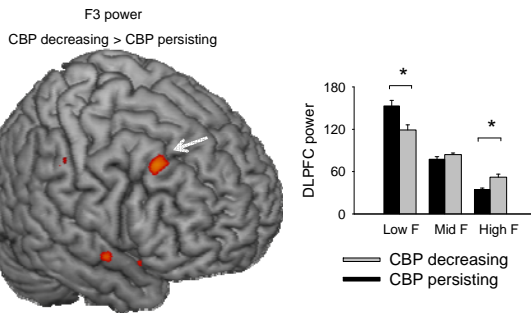 F3 power
CBP decreasing > CBP persisting
DLPFC power
180
120
60
0
*
*
Low F Mid F High F
CBP decreasing
CBP persisting